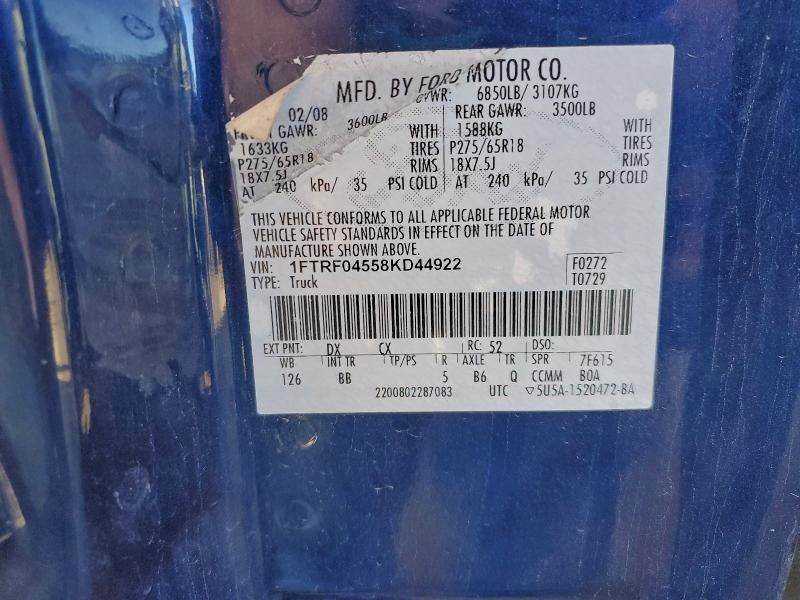 MFD. BY FORD MOTOR CO.
02/08 GVWR: 6850LB/ 3107KG
GAWR: 3600LB REAR GAWR: 3500LB
1633KG WITH 1588KG WITH
P275/65R18 TIRES P275/65R18 TIRES
18X7.5J RIMS 18X7.5J RIMS
AT 240 kPa/ 35 PSI COLD AT 240 kPa/ 35 PSI COLD
THIS VEHICLE CONFORMS TO ALL APPLICABLE FEDERAL MOTOR
VEHICLE SAFETY STANDARDS IN EFFECT ON THE DATE OF
MANUFACTURE SHOWN ABOVE.
VIN: 1FTRF04558KD44922 F0272
TYPE: Truck T0729
EXT PNT: DX CX RC: 52 DSO:
WB INT TR TP/PS R AXLE TR SPR 7F615
126 BB 5 B6 Q CCMM BOA
2200802287083 UTC ▽5U5A-1520472-BA